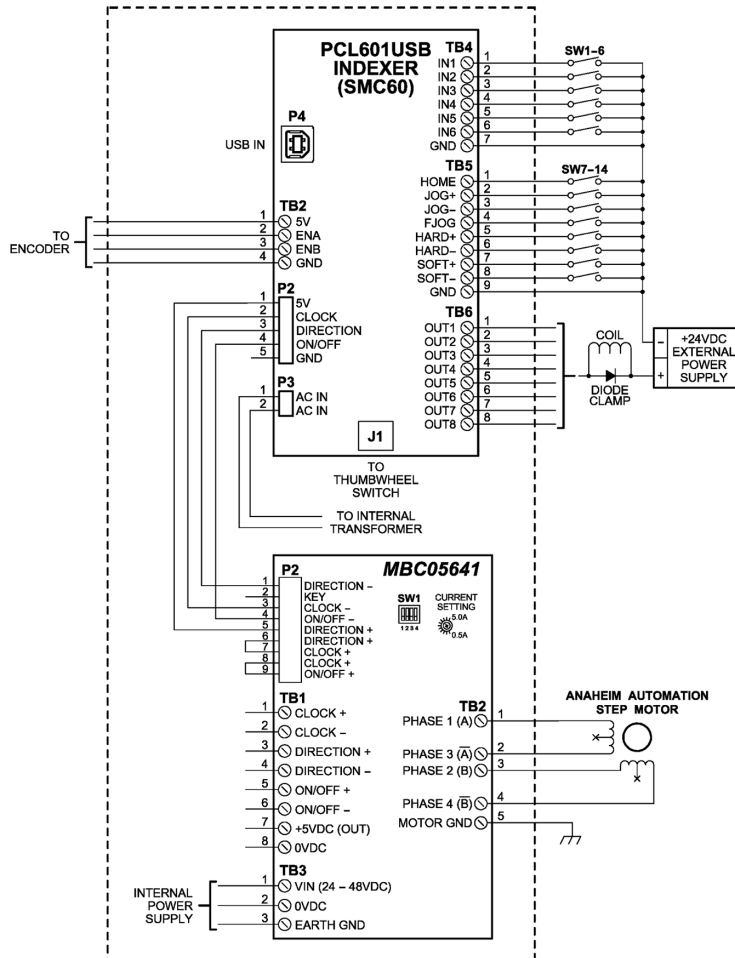 PCL601USB
INDEXER
(SMC60)
P4
USB IN
TB4
IN1 1
IN2 2
IN3 3
IN4 4
IN5 5
IN6 6
GND 7
SW1-6
TB5
HOME 1
JOG+ 2
JOG- 3
FJOG 4
HARD+ 5
HARD- 6
SOFT+ 7
SOFT- 8
GND 9
SW7-14
TO
ENCODER
TB2
1 5V
2 ENA
3 ENB
4 GND
P2
1 5V
2 CLOCK
3 DIRECTION
4 ON/OFF
5 GND
P3
1 AC IN
2 AC IN
TB6
OUT1 1
OUT2 2
OUT3 3
OUT4 4
OUT5 5
OUT6 6
OUT7 7
OUT8 8
COIL
DIODE
CLAMP
- +24VDC
EXTERNAL
POWER
+ SUPPLY
J1
TO
THUMBWHEEL
SWITCH
TO INTERNAL
TRANSFORMER
MBC05641
P2
1 DIRECTION -
2 KEY
3 CLOCK -
4 ON/OFF -
5 DIRECTION +
6 DIRECTION +
7 CLOCK +
8 CLOCK +
9 ON/OFF +
SW1
1 2 3 4
CURRENT
SETTING
5.0A
0.5A
TB1
1 CLOCK +
2 CLOCK -
3 DIRECTION +
4 DIRECTION -
5 ON/OFF +
6 ON/OFF -
7 +5VDC (OUT)
8 0VDC
TB2
PHASE 1 (A) 1
PHASE 3 (A̅) 2
PHASE 2 (B) 3
PHASE 4 (B̅) 4
MOTOR GND 5
ANAHEIM AUTOMATION
STEP MOTOR
TB3
1 VIN (24 - 48VDC)
2 0VDC
3 EARTH GND
INTERNAL
POWER
SUPPLY